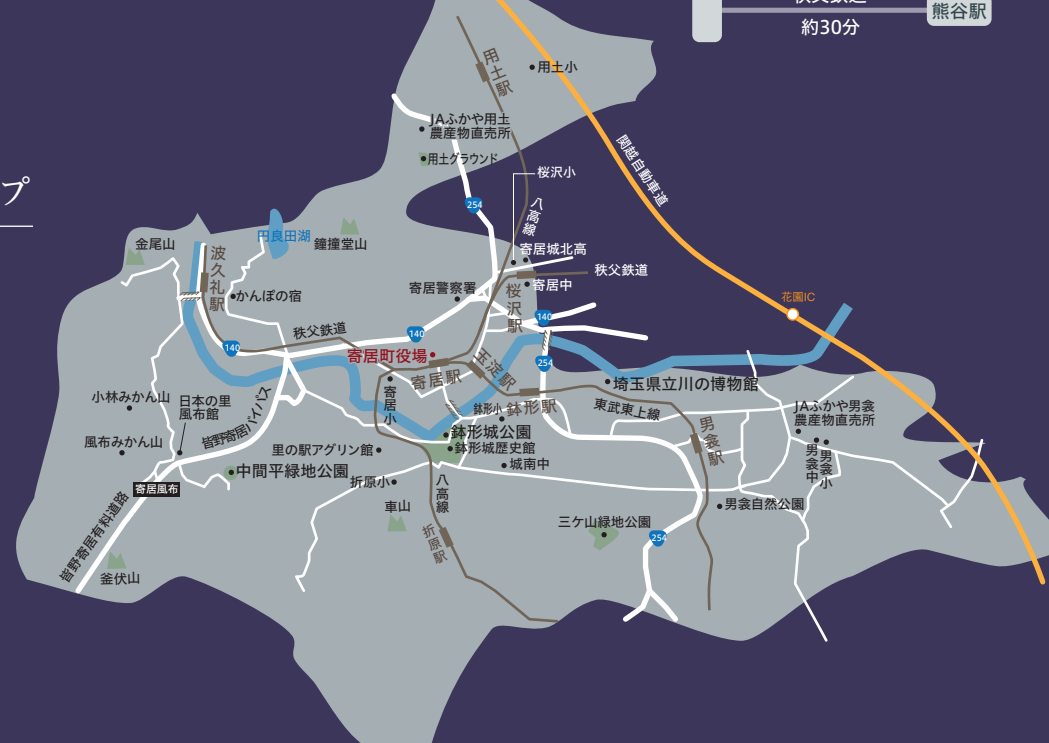 秩父鉄道
熊谷駅
約30分
プ
用土駅
用土小
JAふかや用土
農産物直売所
用土グラウンド
関越自動車道
桜沢小
254
八高線
金尾山
円良田湖
鐘撞堂山
寄居城北高
波久礼駅
秩父鉄道
寄居警察署
寄居中
かんぽの宿
桜沢駅
花園IC
140
秩父鉄道
140
140
寄居町役場
254
玉淀駅
寄居駅
埼玉県立川の博物館
小林みかん山
日本の里
風布館
皆野寄居バイパス
寄居小
鉢形小
鉢形駅
東武東上線
JAふかや男衾
農産物直売所
男衾駅
鉢形城公園
風布みかん山
里の駅アグリン館
鉢形城歴史館
男衾中
男衾小
城南中
中間平緑地公園
折原小
八高線
寄居風布
車山
男衾自然公園
皆野寄居有料道路
三ケ山緑地公園
折原駅
254
釜伏山